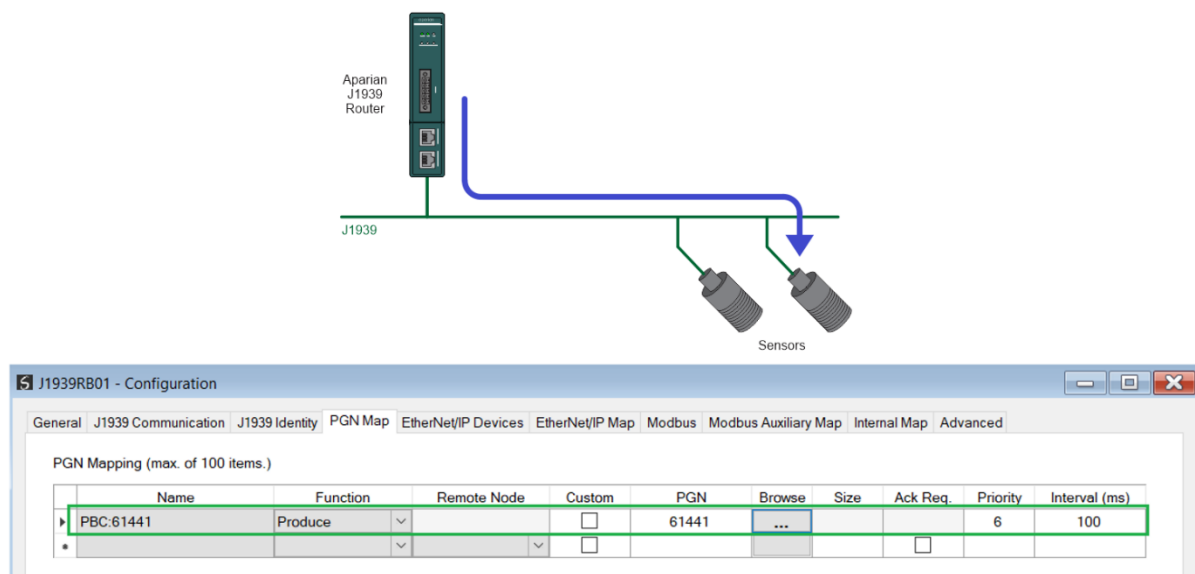 Aparian
J1939
Router
J1939
Sensors
J1939RB01 - Configuration
General J1939 Communication J1939 Identity PGN Map EtherNet/IP Devices EtherNet/IP Map Modbus Modbus Auxiliary Map Internal Map Advanced
PGN Mapping (max. of 100 items.)
Name Function Remote Node Custom PGN Browse Size Ack Req. Priority Interval (ms)
PBC:61441 Produce 61441 ... 6 100